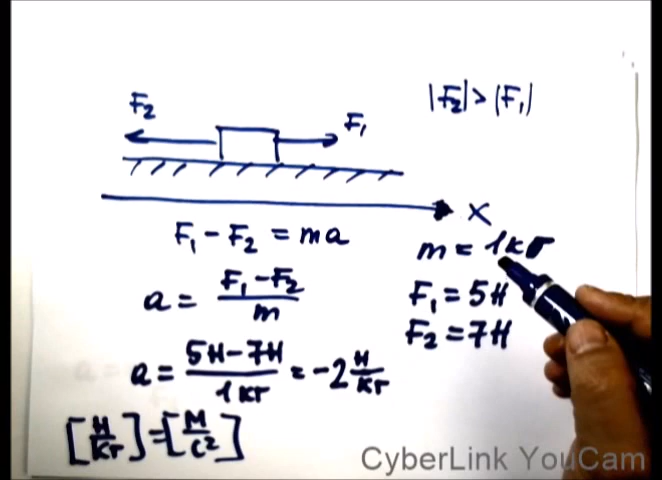 F₂
F₁
|F₂|>|F₁|
X
F₁ - F₂ = ma
a = F₁-F₂/m
a = 5Н-7Н/1кг = -2 Н/кг
[Н/кг]=[М/с²]
m = 1кг
F₁ = 5Н
F₂ = 7Н
CyberLink YouCam